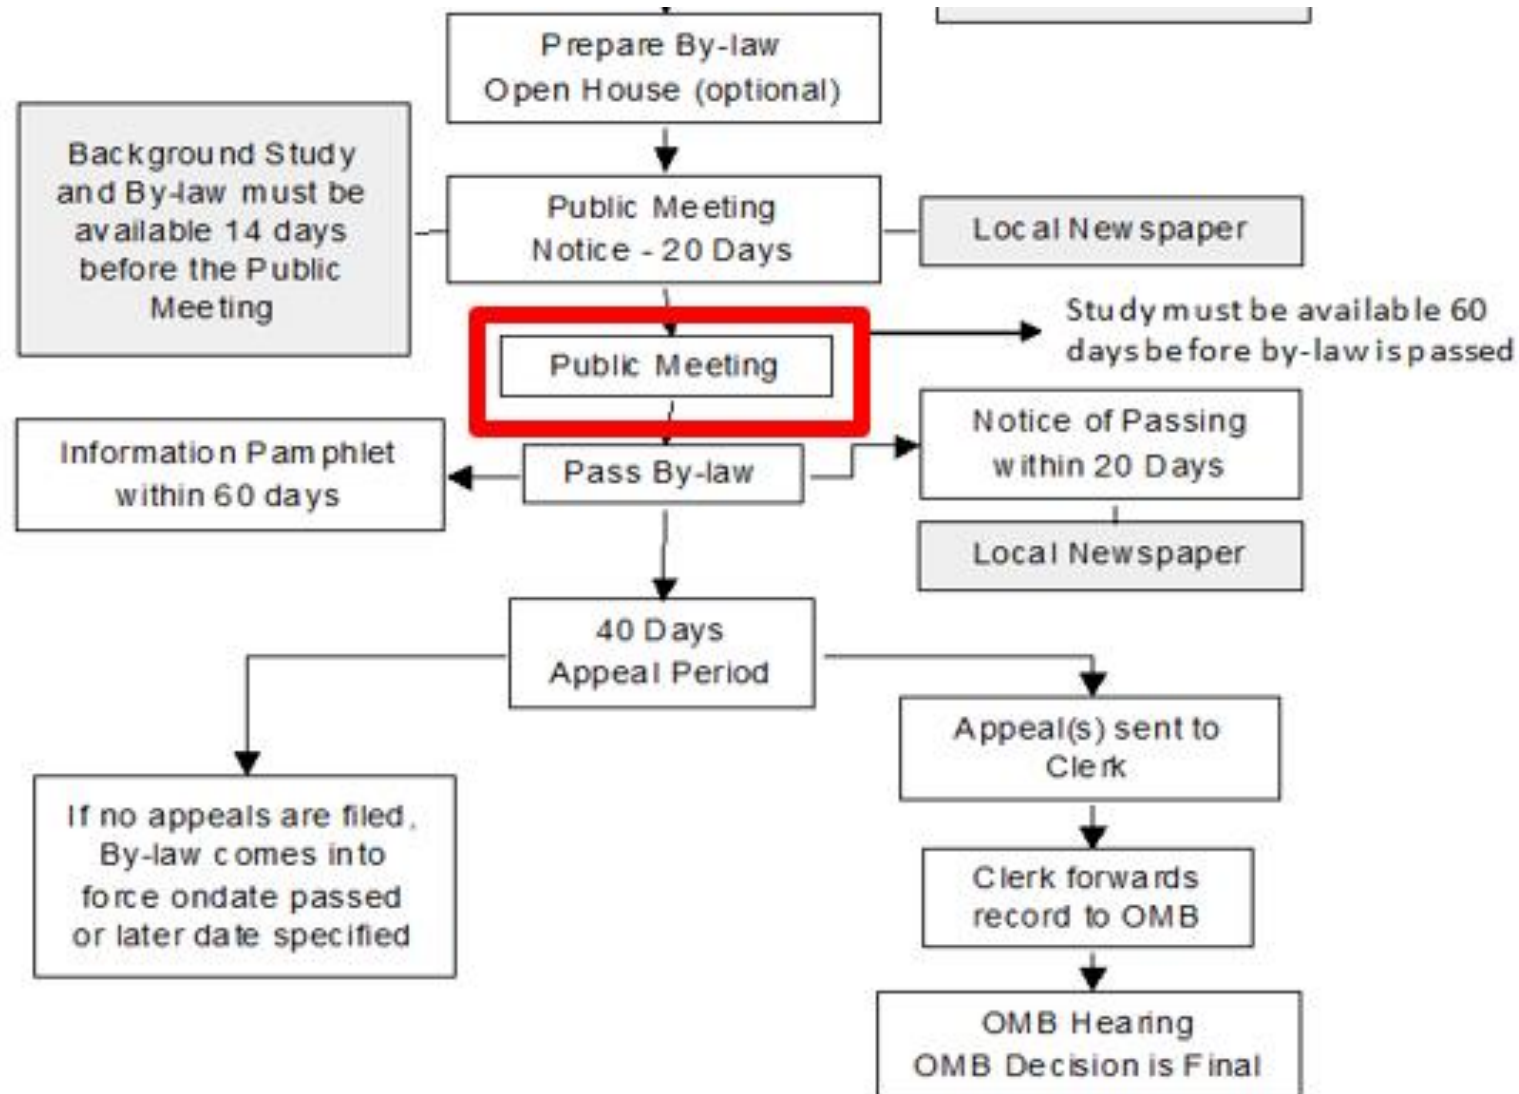 Prepare By-law
Open House (optional)
Background Study
and By-law must be
available 14 days
before the Public
Meeting
Public Meeting
Notice - 20 Days
Local Newspaper
Public Meeting
Study must be available 60
days before by-law is passed
Information Pamphlet
within 60 days
Pass By-law
Notice of Passing
within 20 Days
Local Newspaper
40 Days
Appeal Period
If no appeals are filed,
By-law comes into
force ondate passed
or later date specified
Appeal(s) sent to
Clerk
Clerk forwards
record to OMB
OMB Hearing
OMB Decision is Final